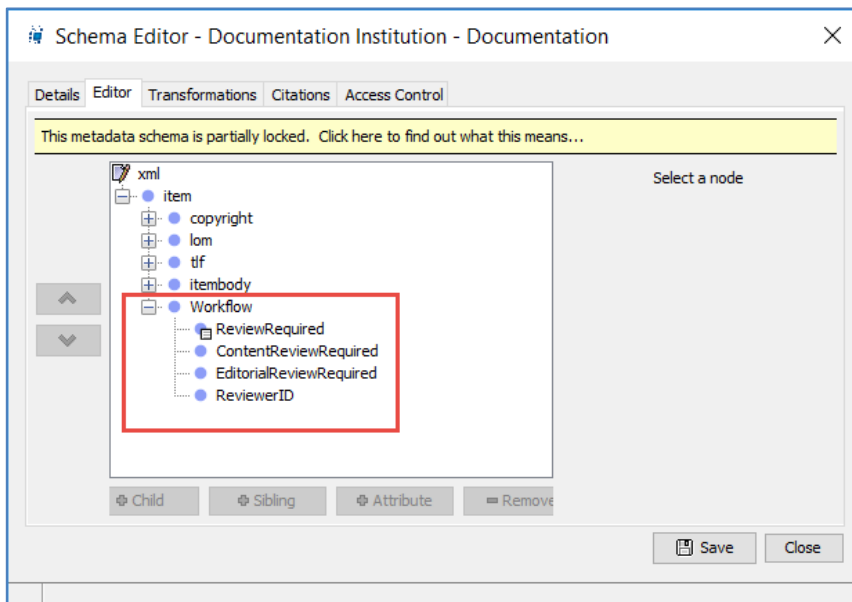 Schema Editor - Documentation Institution - Documentation
Details Editor Transformations Citations Access Control
This metadata schema is partially locked. Click here to find out what this means...
xml
Select a node
item
copyright
lom
tlf
itembody
Workflow
ReviewRequired
ContentReviewRequired
EditorialReviewRequired
ReviewerID
Child Sibling Attribute Remove
Save Close